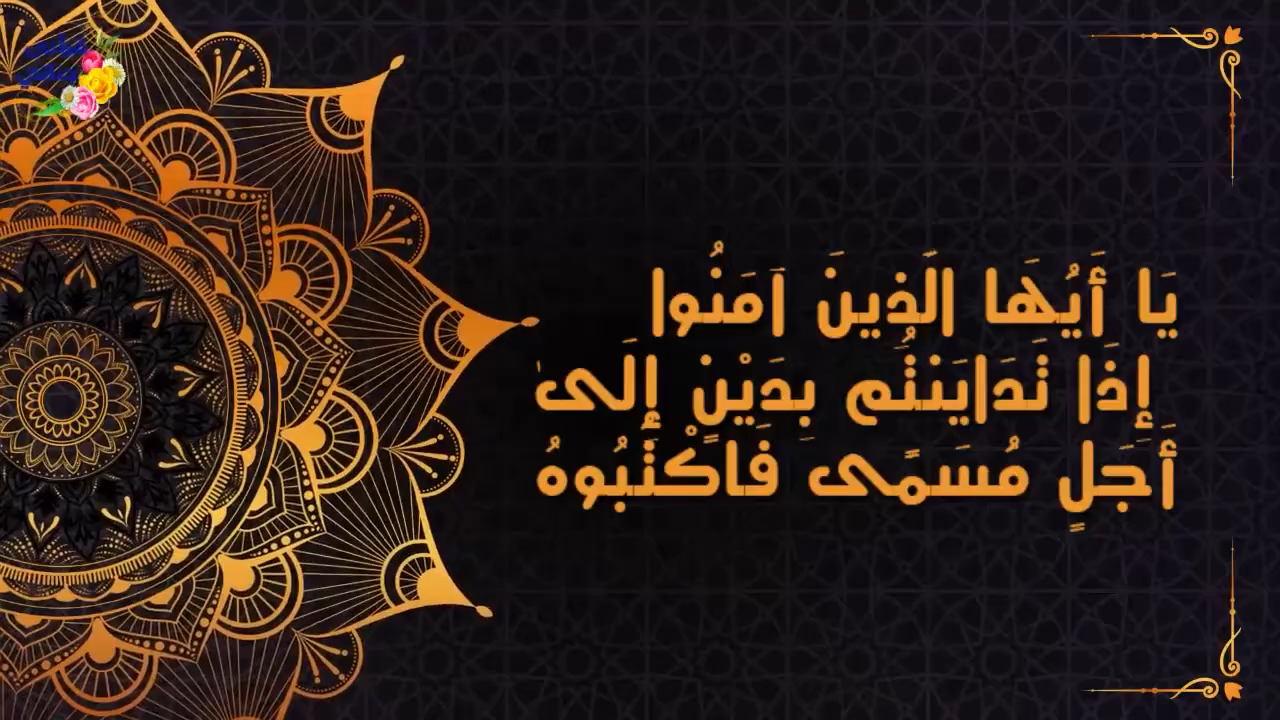 يَا أَيُهَا الَّذِينَ آمَنُوا
إِذَا تَدَايَنتُم بِدَيْنٍ إِلَىٰ
أَجَلٍ مُسَمًّى فَاكْتُبُوهُ